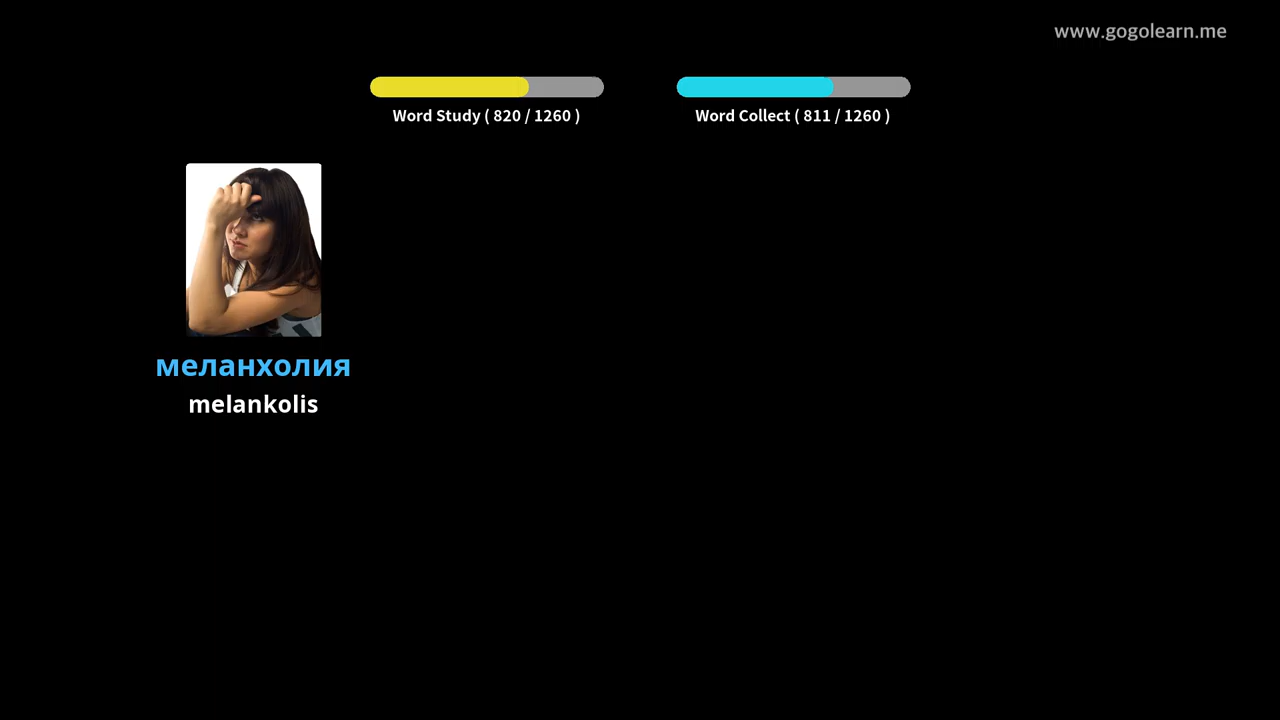 www.gogolearn.me
Word Study ( 820 / 1260 )
Word Collect ( 811 / 1260 )
меланхолия
melankolis